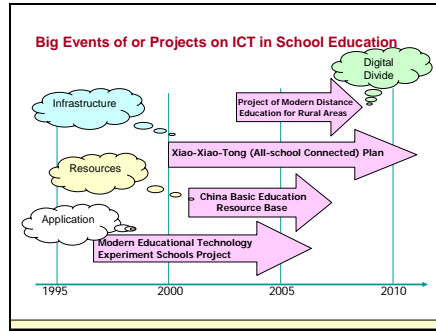 Big Events of or Projects on ICT in School Education
Digital
Divide
Infrastructure
Project of Modern Distance
Education for Rural Areas
Xiao-Xiao-Tong (All-school Connected) Plan
Resources
China Basic Education
Resource Base
Application
Modern Educational Technology
Experiment Schools Project
1995
2000
2005
2010